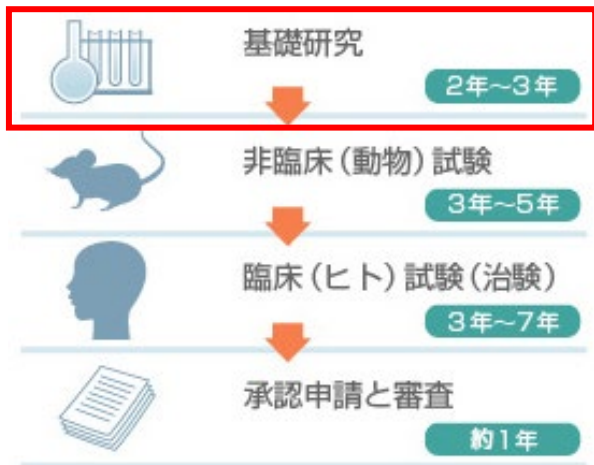 基礎研究
2年～3年
非臨床(動物)試験
3年～5年
臨床(ヒト)試験(治験)
3年～7年
承認申請と審査
約1年